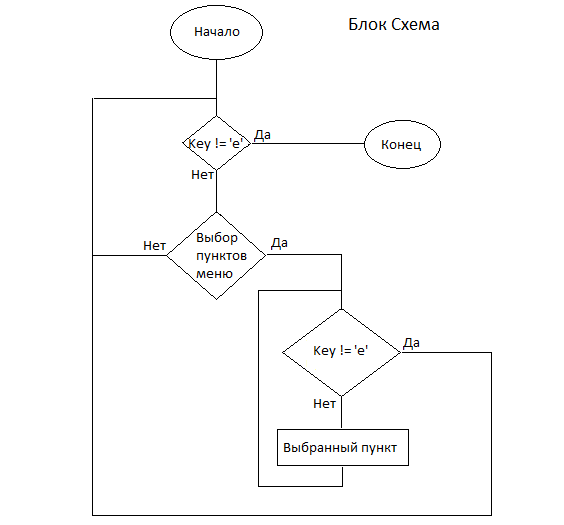 Блок Схема
Начало
Key != 'e'
Да
Конец
Нет
Выбор
пунктов
меню
Нет
Да
Key != 'e'
Да
Нет
Выбранный пункт